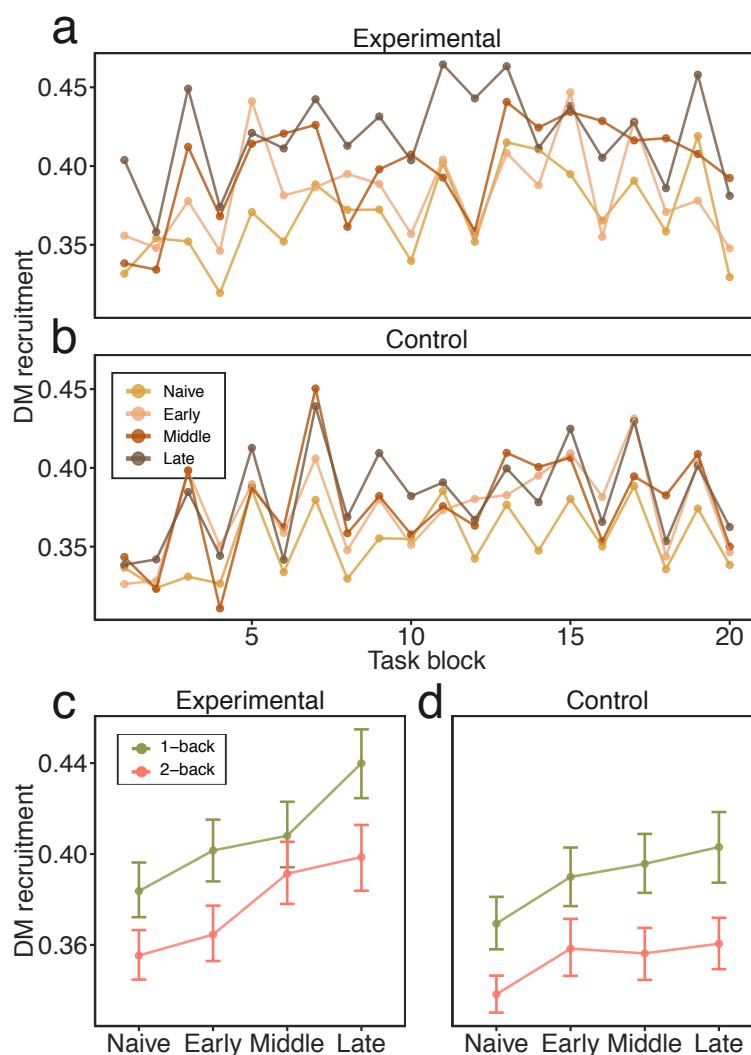 a
Experimental
0.45
0.40
0.35
DM recruitment
b
Control
0.45
0.40
0.35
Naive
Early
Middle
Late
5
10
15
20
Task block
c
Experimental
d
Control
1−back
2−back
0.44
0.40
0.36
DM recruitment
Naive Early Middle Late
Naive Early Middle Late